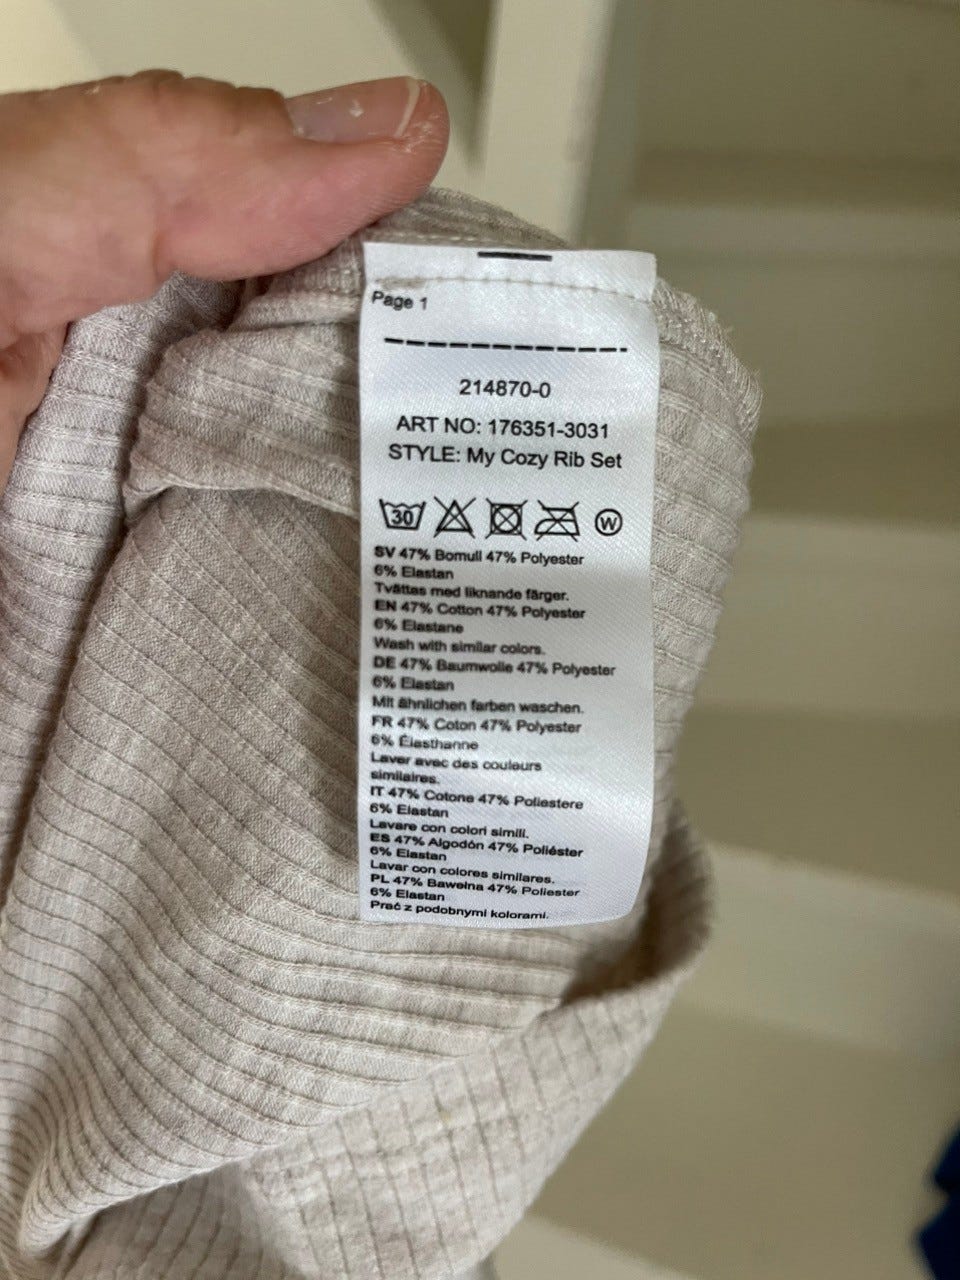 Page 1
214870-0
ART NO: 176351-3031
STYLE: My Cozy Rib Set
30 W
SV 47% Bomull 47% Polyester
6% Elastan
Tvättas med liknande färger.
EN 47% Cotton 47% Polyester
6% Elastane
Wash with similar colors.
DE 47% Baumwolle 47% Polyester
6% Elastan
Mit ähnlichen farben waschen.
FR 47% Coton 47% Polyester
6% Élasthanne
Laver avec des couleurs
similaires.
IT 47% Cotone 47% Poliestere
6% Elastan
Lavare con colori simili.
ES 47% Algodón 47% Poliéster
6% Elastan
Lavar con colores similares.
PL 47% Bawełna 47% Poliester
6% Elastan
Prać z podobnymi kolorami.